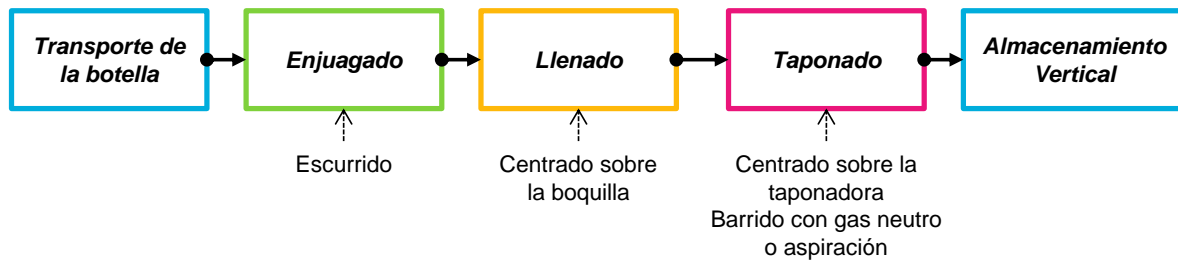 Transporte de
la botella
Enjuagado
Llenado
Taponado
Almacenamiento
Vertical
Escurrido
Centrado sobre
la boquilla
Centrado sobre la
taponadora
Barrido con gas neutro
o aspiración